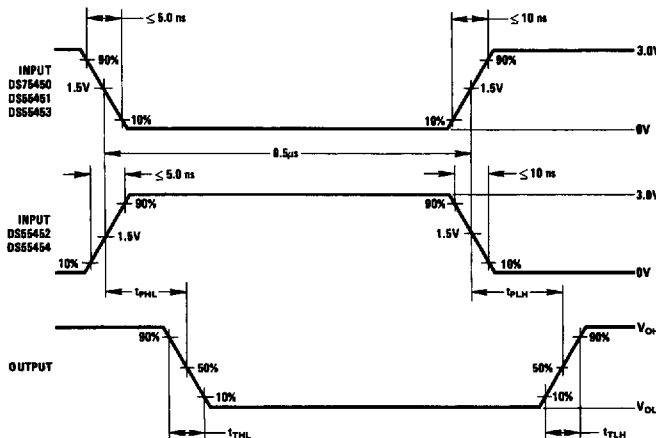 ≤ 5.0 ns
≤ 10 ns
90%
90%
3.0V
INPUT
DS75450
DS55451
DS55453
1.5V
1.5V
10%
10%
0V
0.5µs
≤ 5.0 ns
≤ 10 ns
90%
90%
3.0V
INPUT
DS55452
DS55454
1.5V
1.5V
10%
10%
0V
tPHL
tPLH
90%
90%
VOH
OUTPUT
50%
50%
10%
10%
VOL
tTHL
tTLH